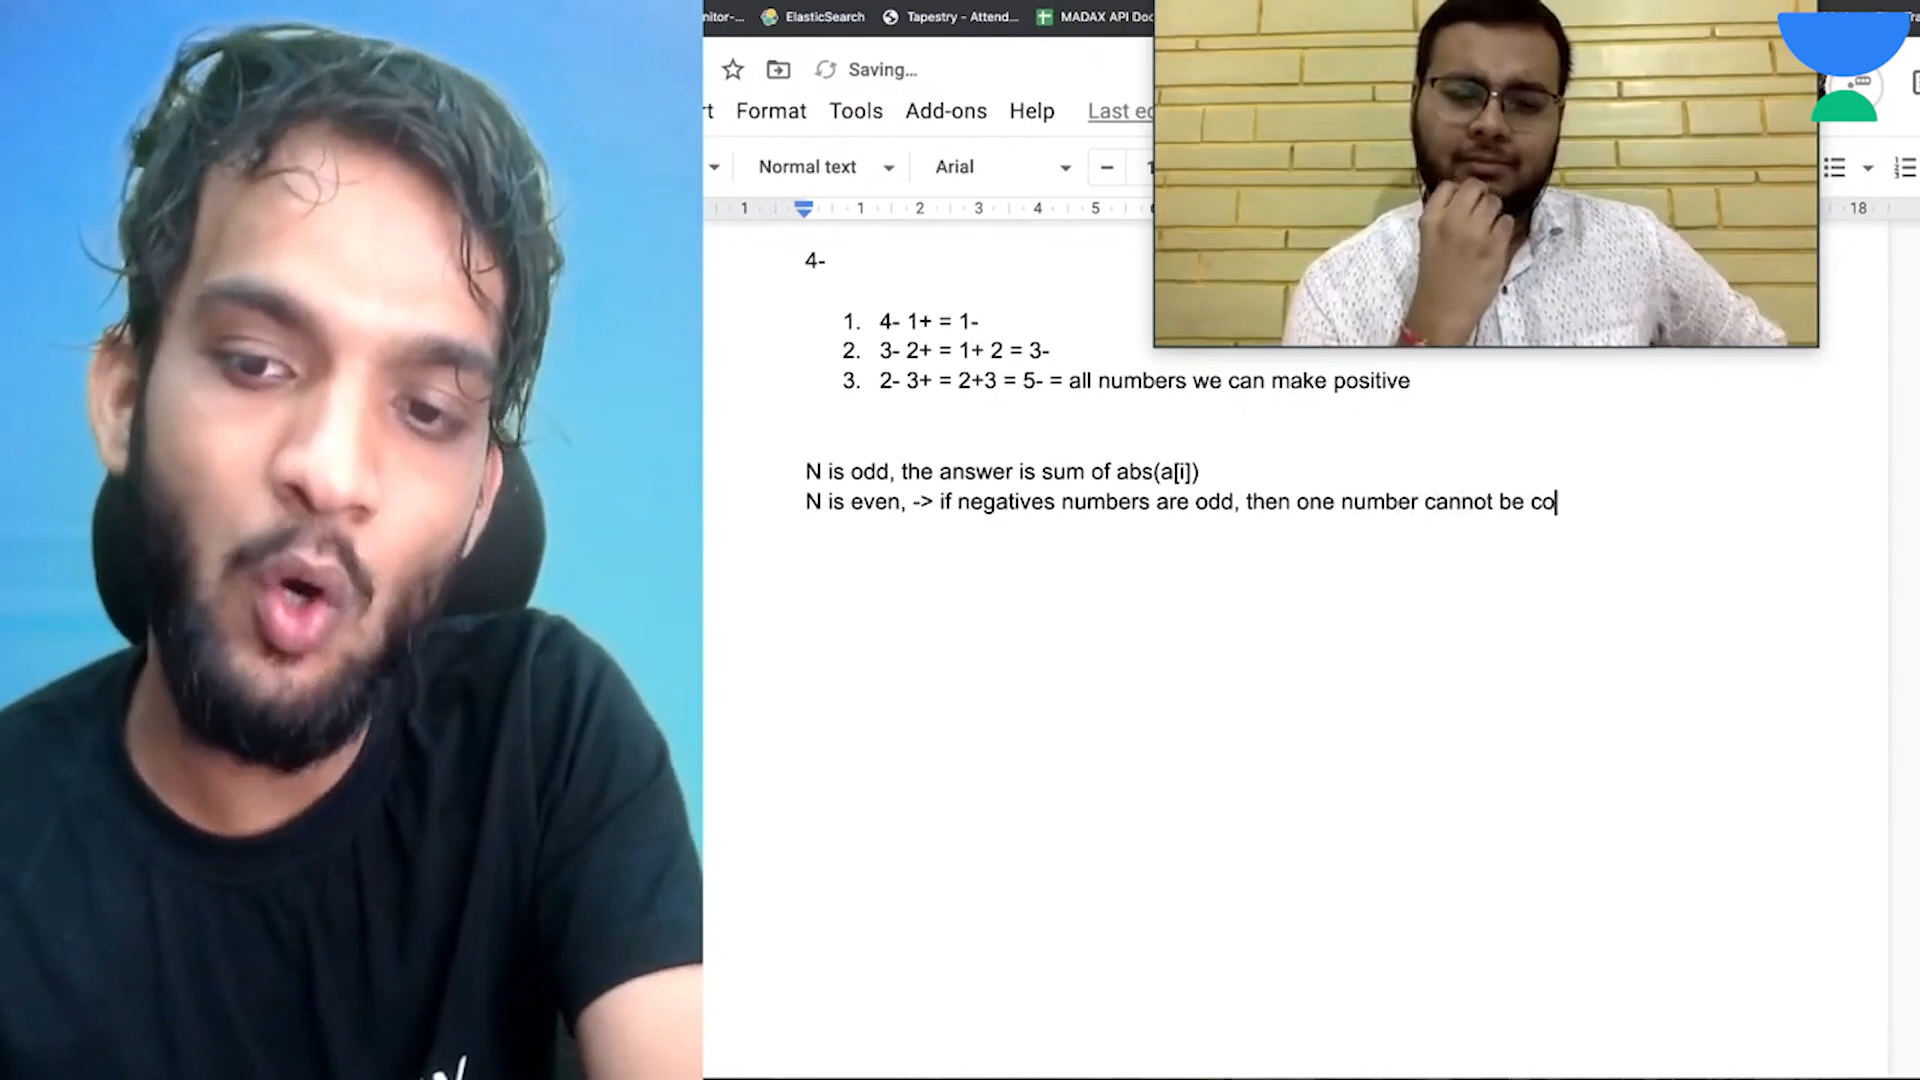 nitor-... ElasticSearch Tapestry - Attend... MADAX API Doc
Saving...
rt Format Tools Add-ons Help Last ed
Normal text Arial − 1
1 1 2 3 4 5 6 18
4-
1. 4- 1+ = 1-
2. 3- 2+ = 1+ 2 = 3-
3. 2- 3+ = 2+3 = 5- = all numbers we can make positive
N is odd, the answer is sum of abs(a[i])
N is even, -> if negatives numbers are odd, then one number cannot be co